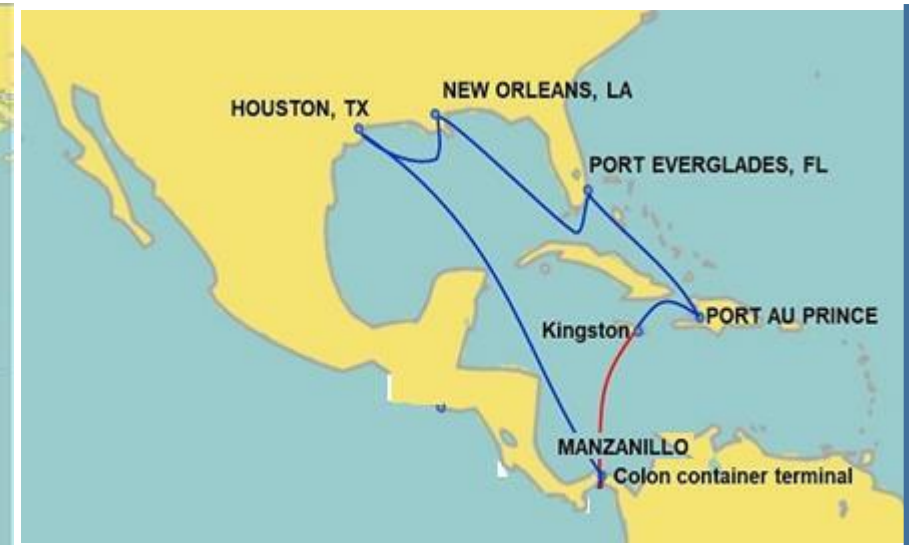 NEW ORLEANS, LA
HOUSTON, TX
PORT EVERGLADES, FL
PORT AU PRINCE
Kingston
MANZANILLO
Colon container terminal